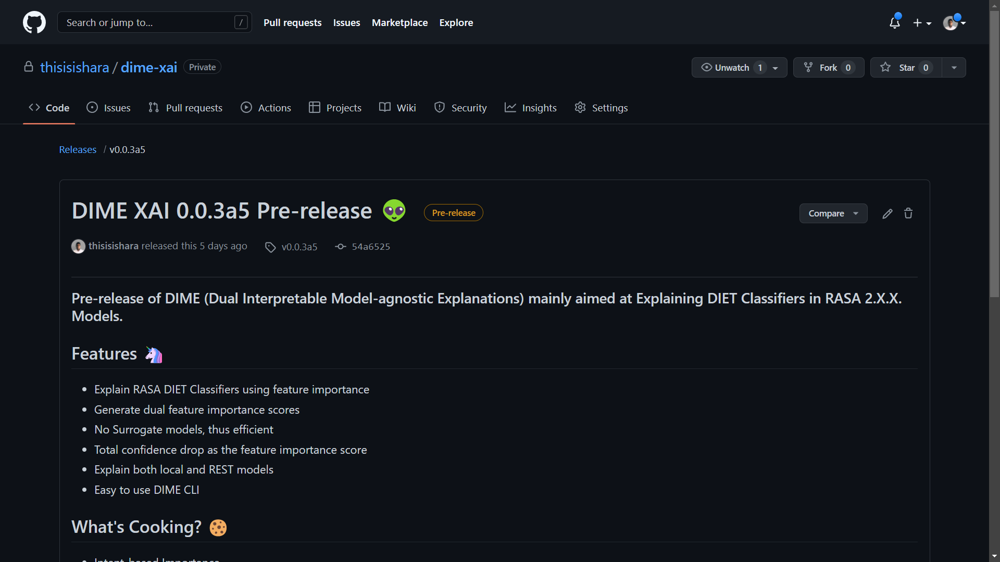 Search or jump to... /
Pull requests Issues Marketplace Explore
thisisishara / dime-xai Private
Unwatch 1 Fork 0 Star 0
Code Issues Pull requests Actions Projects Wiki Security Insights Settings
Releases / v0.0.3a5
DIME XAI 0.0.3a5 Pre-release 👽 Pre-release
Compare
thisisishara released this 5 days ago v0.0.3a5 54a6525
Pre-release of DIME (Dual Interpretable Model-agnostic Explanations) mainly aimed at Explaining DIET Classifiers in RASA 2.X.X.
Models.
Features 🦄
• Explain RASA DIET Classifiers using feature importance
• Generate dual feature importance scores
• No Surrogate models, thus efficient
• Total confidence drop as the feature importance score
• Explain both local and REST models
• Easy to use DIME CLI
What's Cooking? 🍪
• Intent-based Importance